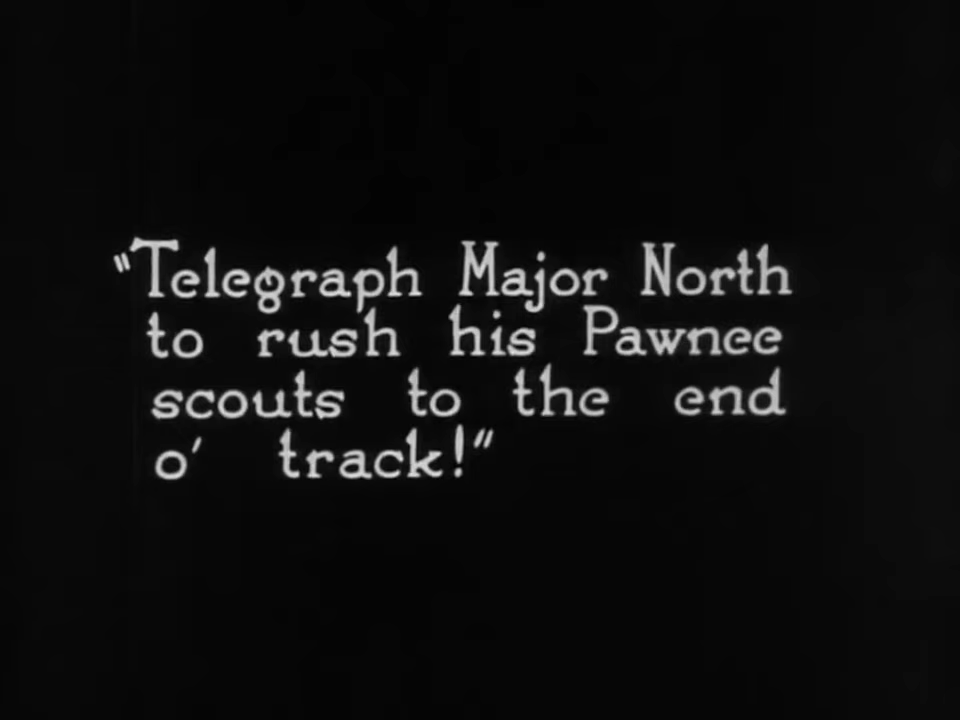 "Telegraph Major North
to rush his Pawnee
scouts to the end
o' track!"